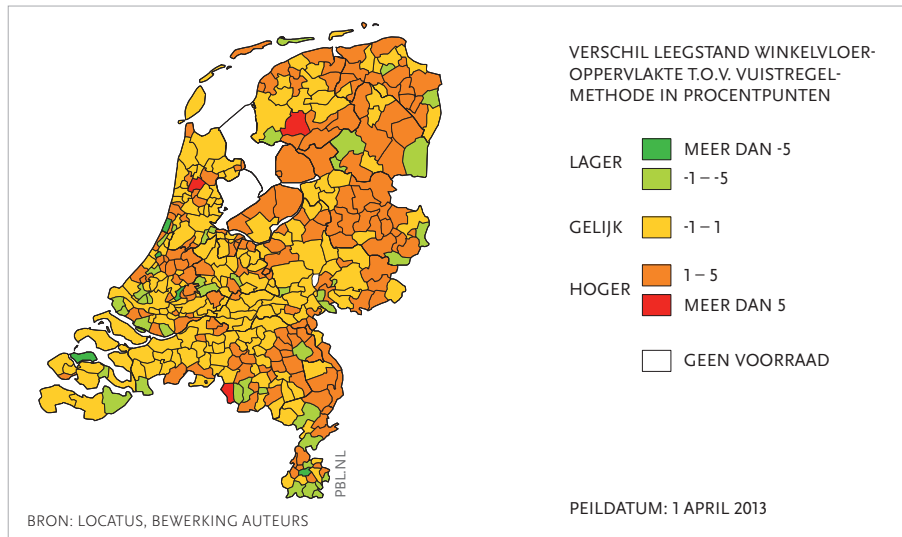 VERSCHIL LEEGSTAND WINKELVLOER-
OPPERVLAKTE T.O.V. VUISTREGEL-
METHODE IN PROCENTPUNTEN
LAGER
MEER DAN -5
-1 – -5
GELIJK
-1 – 1
HOGER
1 – 5
MEER DAN 5
GEEN VOORRAAD
PBL.NL
BRON: LOCATUS, BEWERKING AUTEURS
PEILDATUM: 1 APRIL 2013